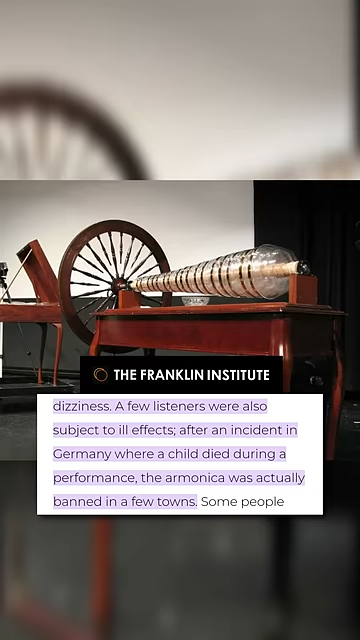 THE FRANKLIN INSTITUTE
dizziness. A few listeners were also
subject to ill effects; after an incident in
Germany where a child died during a
performance, the armonica was actually
banned in a few towns. Some people